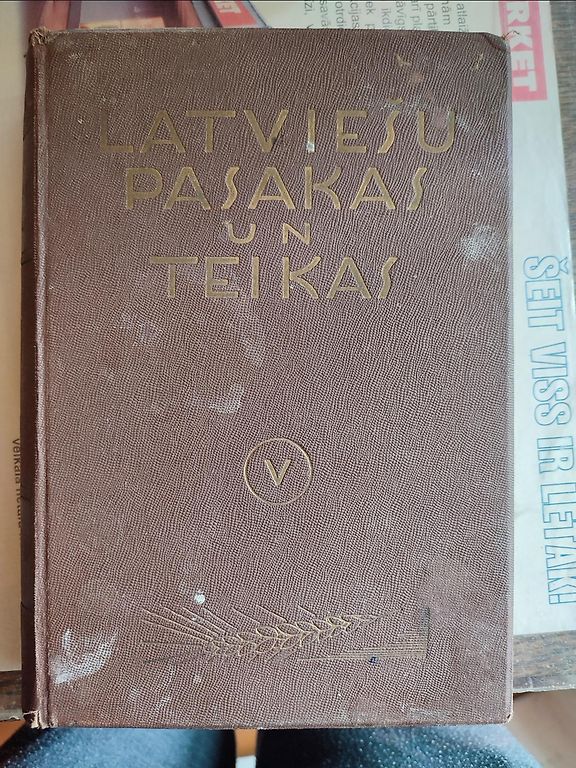 LATVIEŠU
PASAKAS
UN
TEIKAS
V
ŠEIT VISS IR LĒTĀK!